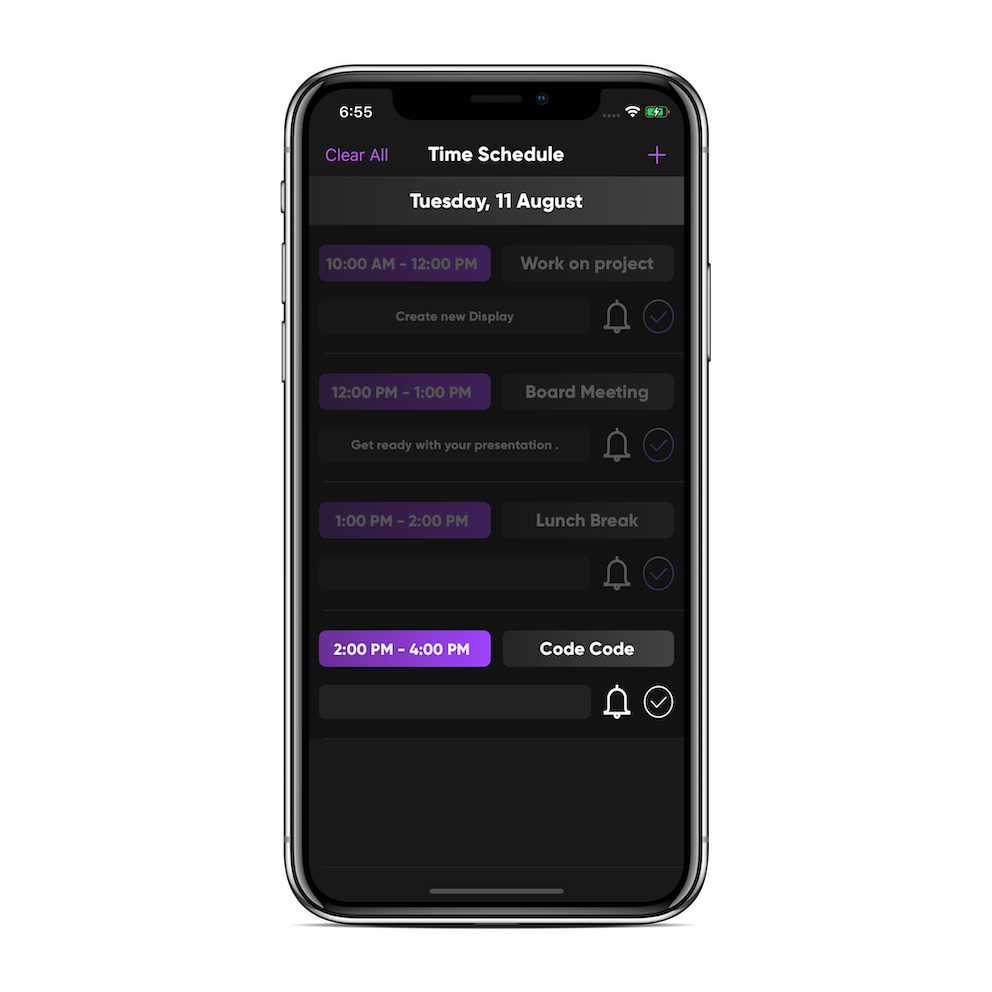 6:55
Clear All Time Schedule +
Tuesday, 11 August
10:00 AM - 12:00 PM Work on project
Create new Display
12:00 PM - 1:00 PM Board Meeting
Get ready with your presentation .
1:00 PM - 2:00 PM Lunch Break
2:00 PM - 4:00 PM Code Code